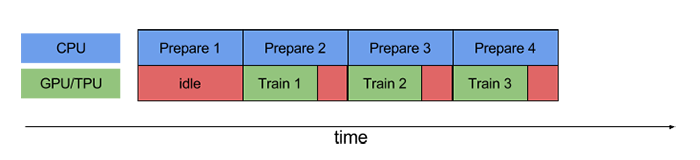 CPU Prepare 1 Prepare 2 Prepare 3 Prepare 4
GPU/TPU idle Train 1 Train 2 Train 3
time